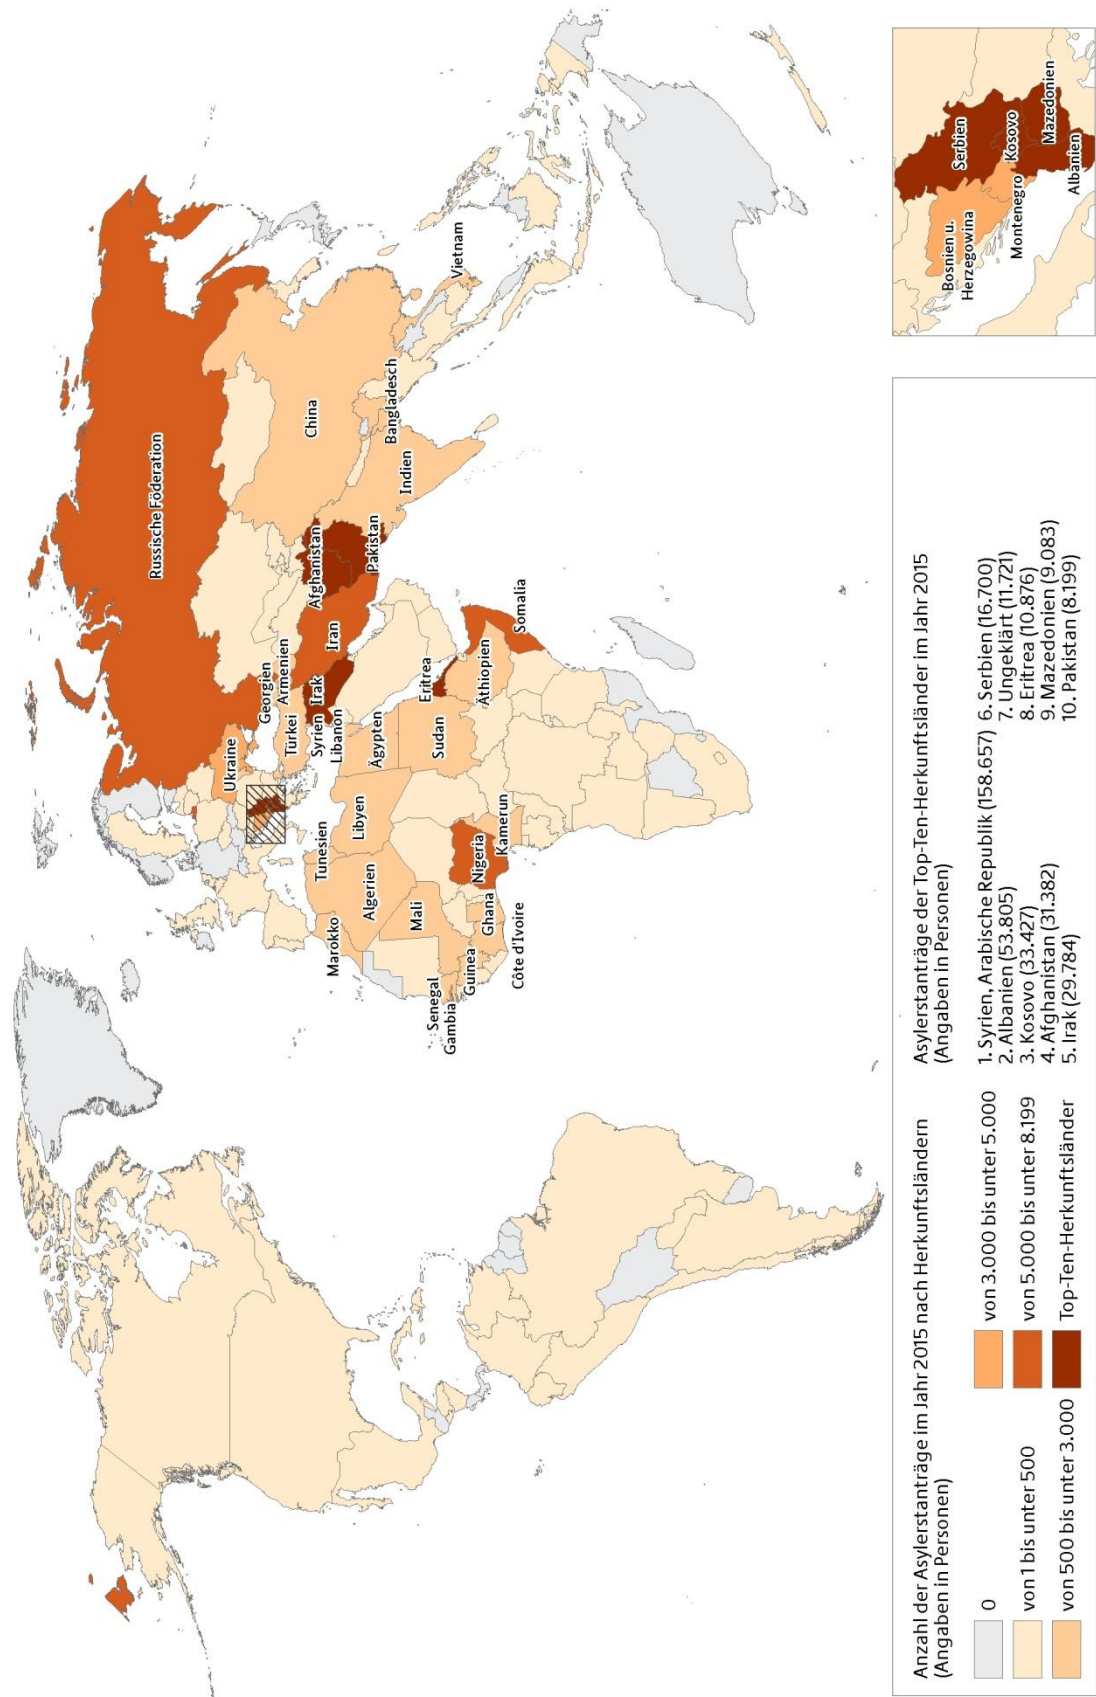 Russische Föderation
Ukraine
Georgien
Armenien
Türkei
China
Syrien
Irak
Iran
Afghanistan
Libanon
Pakistan
Indien
Bangladesch
Vietnam
Tunesien
Marokko
Algerien
Libyen
Ägypten
Mali
Sudan
Eritrea
Senegal
Gambia
Guinea
Ghana
Nigeria
Kamerun
Äthiopien
Somalia
Côte d'Ivoire
Anzahl der Asylerstanträge im Jahr 2015 nach Herkunftsländern
(Angaben in Personen)
0
von 1 bis unter 500
von 500 bis unter 3.000
von 3.000 bis unter 5.000
von 5.000 bis unter 8.199
Top-Ten-Herkunftsländer
Asylerstanträge der Top-Ten-Herkunftsländer im Jahr 2015
(Angaben in Personen)
1. Syrien, Arabische Republik (158.657)
2. Albanien (53.805)
3. Kosovo (33.427)
4. Afghanistan (31.382)
5. Irak (29.784)
6. Serbien (16.700)
7. Ungeklärt (11.721)
8. Eritrea (10.876)
9. Mazedonien (9.083)
10. Pakistan (8.199)
Bosnien u.
Herzegowina
Serbien
Montenegro
Kosovo
Mazedonien
Albanien